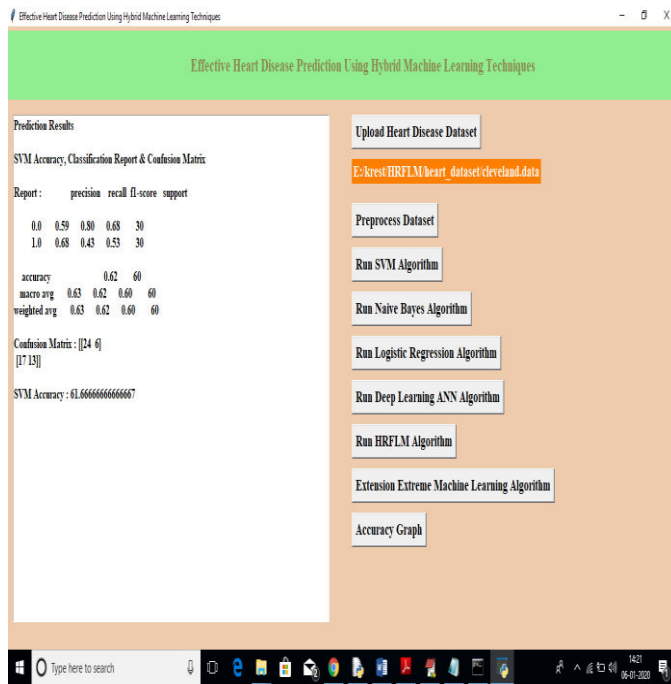 Effective Heart Disease Prediction Using Hybrid Machine Learning Techniques
Effective Heart Disease Prediction Using Hybrid Machine Learning Techniques
Prediction Results
SVM Accuracy, Classification Report & Confusion Matrix
Report : precision recall f1-score support
0.0 0.59 0.80 0.68 30
1.0 0.68 0.43 0.53 30
accuracy 0.62 60
macro avg 0.63 0.62 0.60 60
weighted avg 0.63 0.62 0.60 60
Confusion Matrix : [[24 6]
[17 13]]
SVM Accuracy : 61.66666666666667
Upload Heart Disease Dataset
E:/krest/HRFLM/heart_dataset/cleveland.data
Preprocess Dataset
Run SVM Algorithm
Run Naive Bayes Algorithm
Run Logistic Regression Algorithm
Run Deep Learning ANN Algorithm
Run HRFLM Algorithm
Extension Extreme Machine Learning Algorithm
Accuracy Graph
Type here to search
14:21
06-01-2020